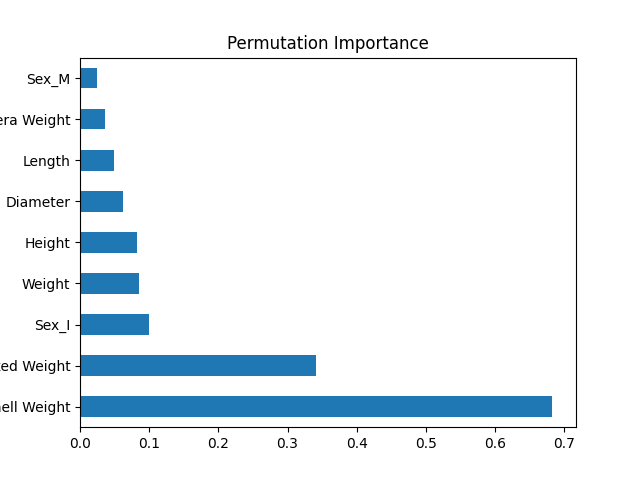 Permutation Importance
Sex_M
era Weight
Length
Diameter
Height
Weight
Sex_I
ed Weight
ell Weight
0.0 0.1 0.2 0.3 0.4 0.5 0.6 0.7